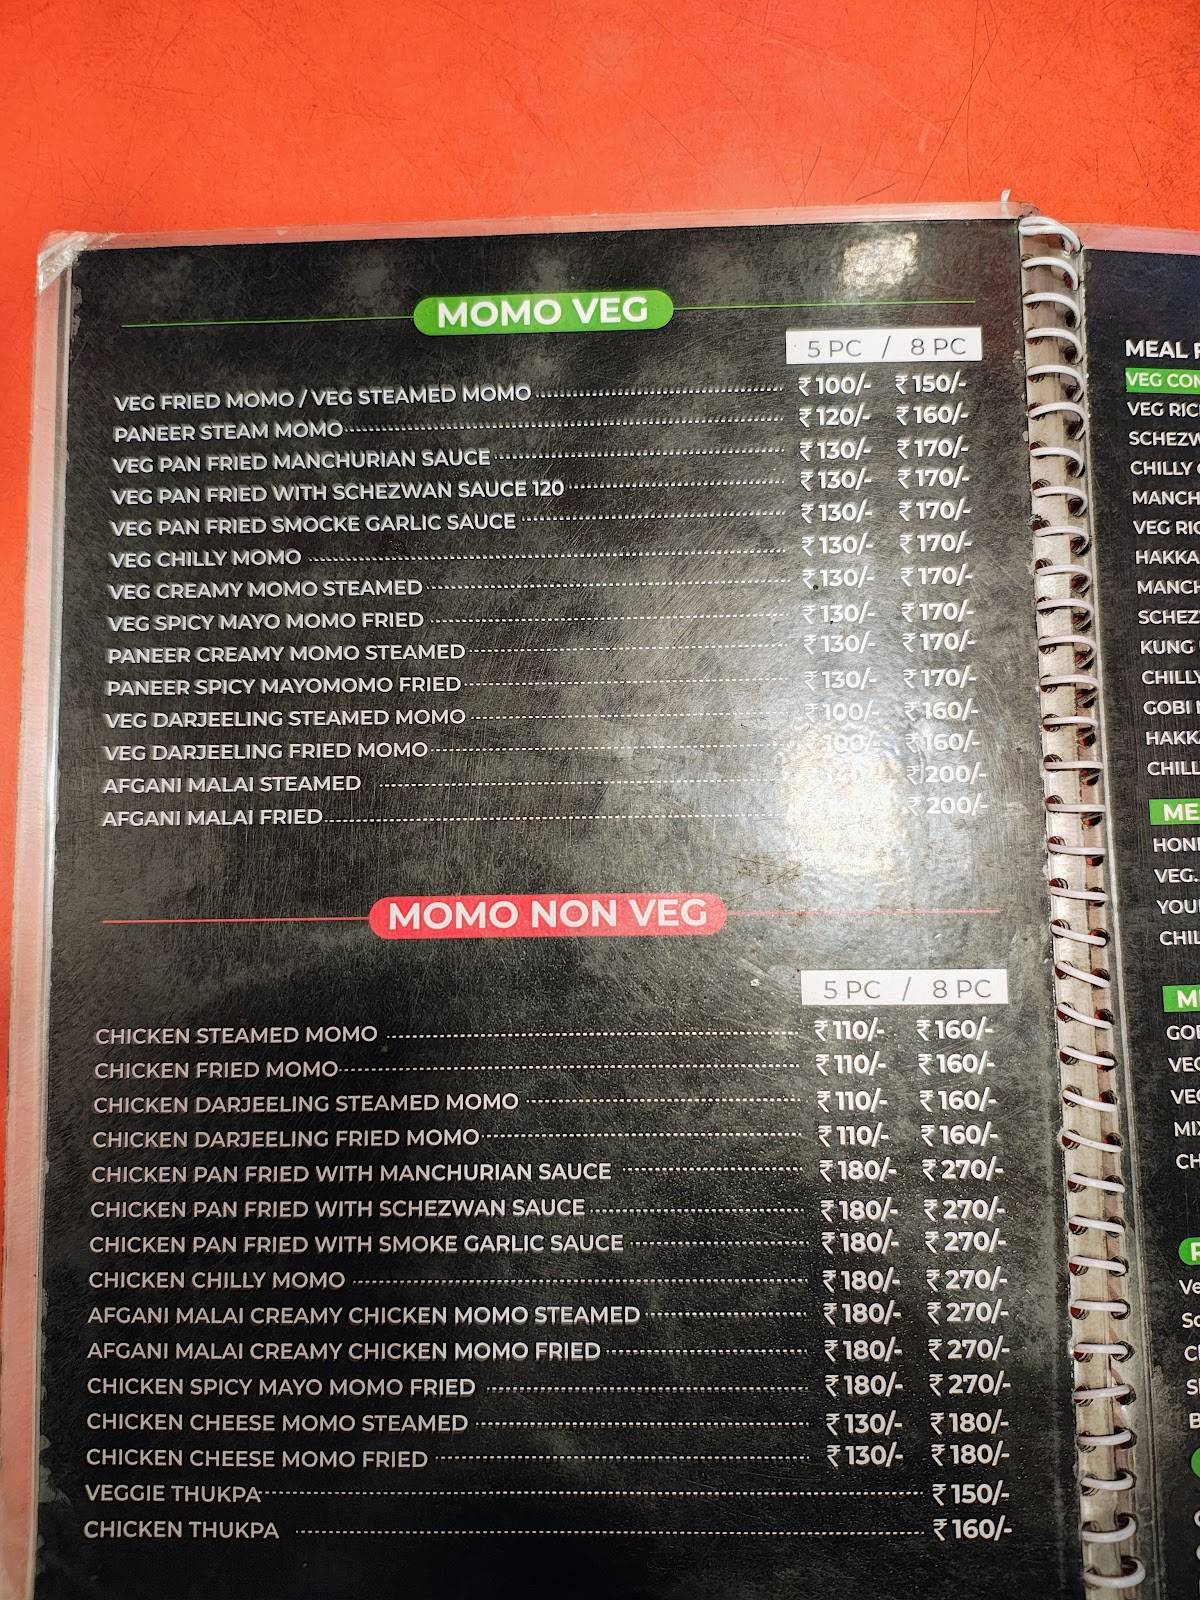 MOMO VEG
5 PC / 8 PC
VEG FRIED MOMO / VEG STEAMED MOMO ₹100/- ₹150/-
PANEER STEAM MOMO ₹120/- ₹160/-
VEG PAN FRIED MANCHURIAN SAUCE ₹130/- ₹170/-
VEG PAN FRIED WITH SCHEZWAN SAUCE 120 ₹130/- ₹170/-
VEG PAN FRIED SMOCKE GARLIC SAUCE ₹130/- ₹170/-
VEG CHILLY MOMO ₹130/- ₹170/-
VEG CREAMY MOMO STEAMED ₹130/- ₹170/-
VEG SPICY MAYO MOMO FRIED ₹130/- ₹170/-
PANEER CREAMY MOMO STEAMED ₹130/- ₹170/-
PANEER SPICY MAYOMOMO FRIED ₹130/- ₹170/-
VEG DARJEELING STEAMED MOMO ₹100/- ₹160/-
VEG DARJEELING FRIED MOMO ₹100/- ₹160/-
AFGANI MALAI STEAMED ₹200/-
AFGANI MALAI FRIED ₹200/-
MOMO NON VEG
5 PC / 8 PC
CHICKEN STEAMED MOMO ₹110/- ₹160/-
CHICKEN FRIED MOMO ₹110/- ₹160/-
CHICKEN DARJEELING STEAMED MOMO ₹110/- ₹160/-
CHICKEN DARJEELING FRIED MOMO ₹110/- ₹160/-
CHICKEN PAN FRIED WITH MANCHURIAN SAUCE ₹180/- ₹270/-
CHICKEN PAN FRIED WITH SCHEZWAN SAUCE ₹180/- ₹270/-
CHICKEN PAN FRIED WITH SMOKE GARLIC SAUCE ₹180/- ₹270/-
CHICKEN CHILLY MOMO ₹180/- ₹270/-
AFGANI MALAI CREAMY CHICKEN MOMO STEAMED ₹180/- ₹270/-
AFGANI MALAI CREAMY CHICKEN MOMO FRIED ₹180/- ₹270/-
CHICKEN SPICY MAYO MOMO FRIED ₹180/- ₹270/-
CHICKEN CHEESE MOMO STEAMED ₹130/- ₹180/-
CHICKEN CHEESE MOMO FRIED ₹130/- ₹180/-
VEGGIE THUKPA ₹150/-
CHICKEN THUKPA ₹160/-
MEAL
VEG
VEG
CHILLY
VEG
KUNG
GOBI
VEG.